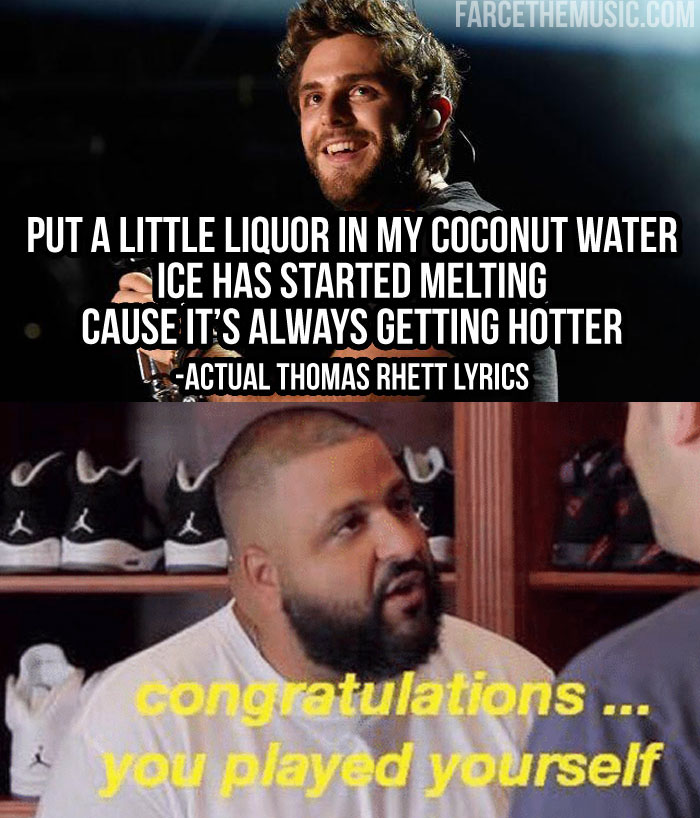 FARCETHEMUSIC.COM
PUT A LITTLE LIQUOR IN MY COCONUT WATER
ICE HAS STARTED MELTING
CAUSE IT'S ALWAYS GETTING HOTTER
-ACTUAL THOMAS RHETT LYRICS
congratulations ...
you played yourself